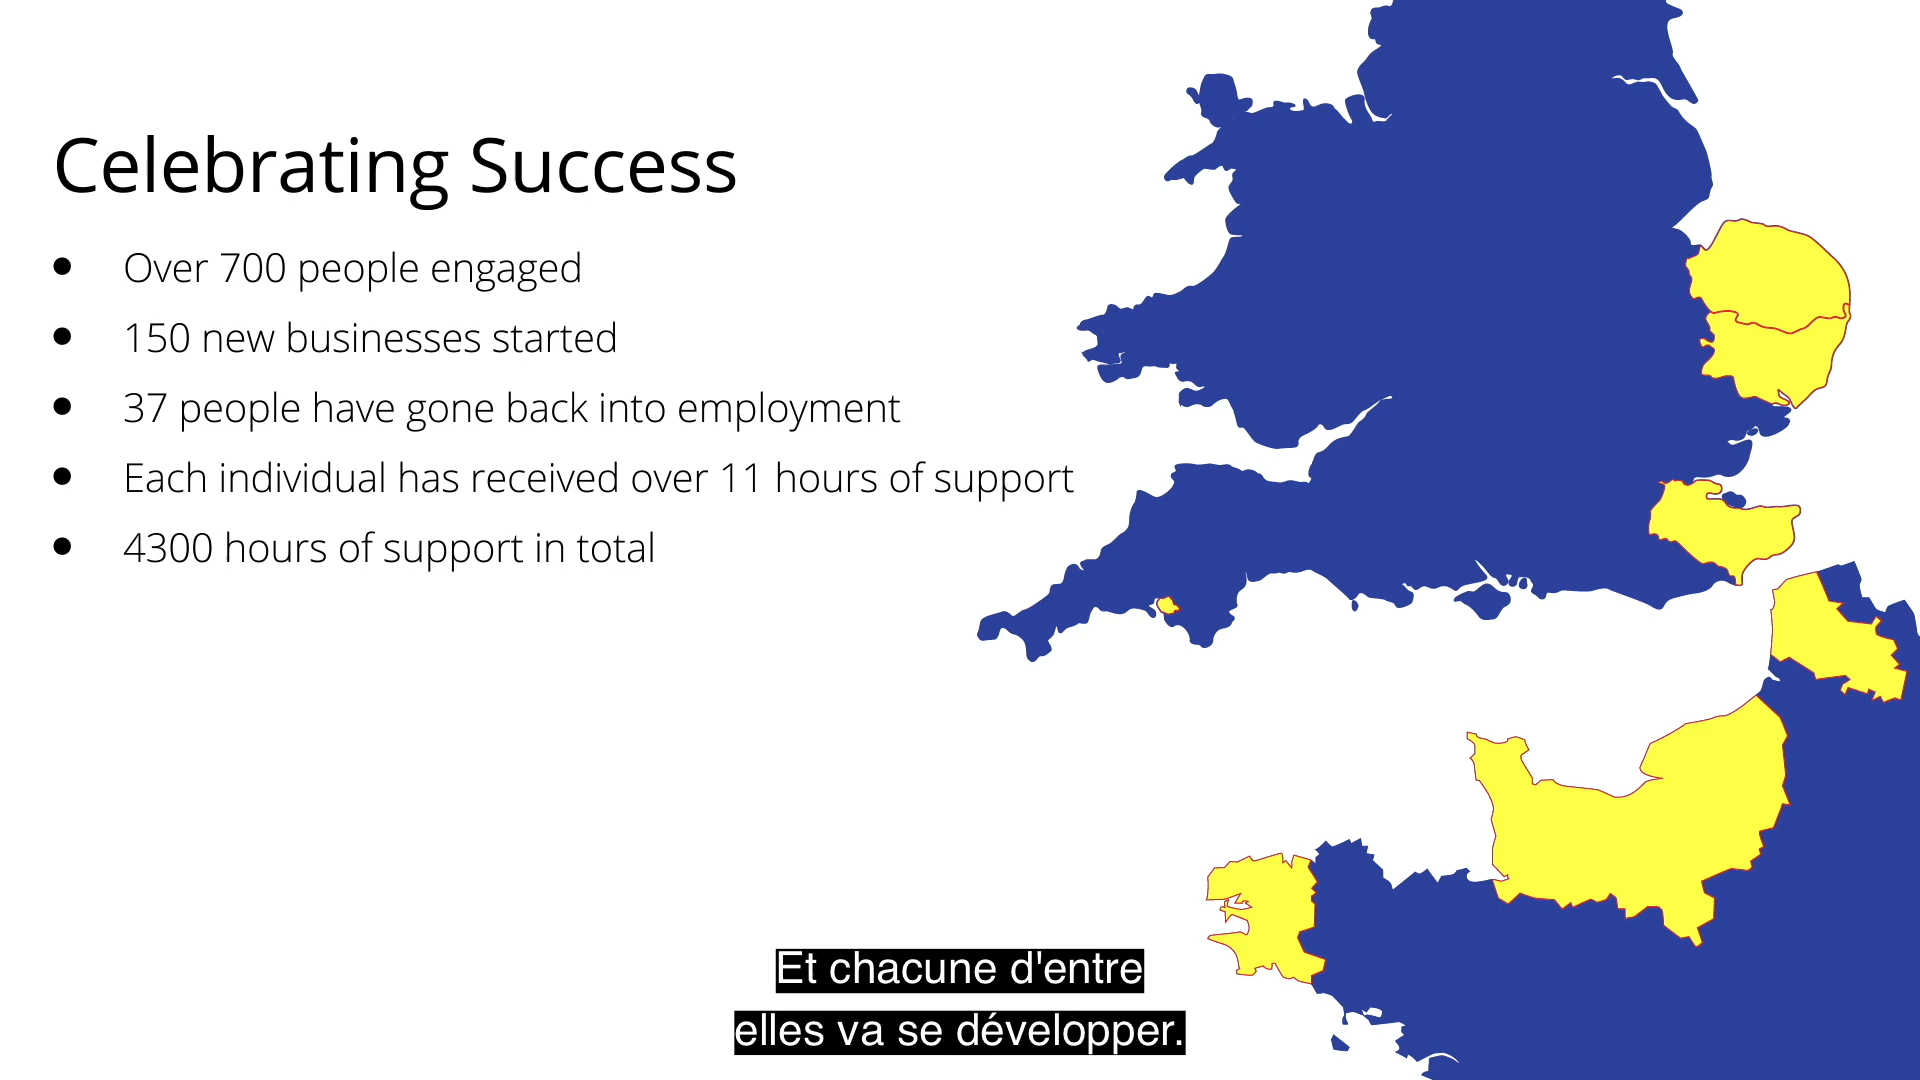 Celebrating Success
• Over 700 people engaged
• 150 new businesses started
• 37 people have gone back into employment
• Each individual has received over 11 hours of support
• 4300 hours of support in total
Et chacune d'entre
elles va se développer.